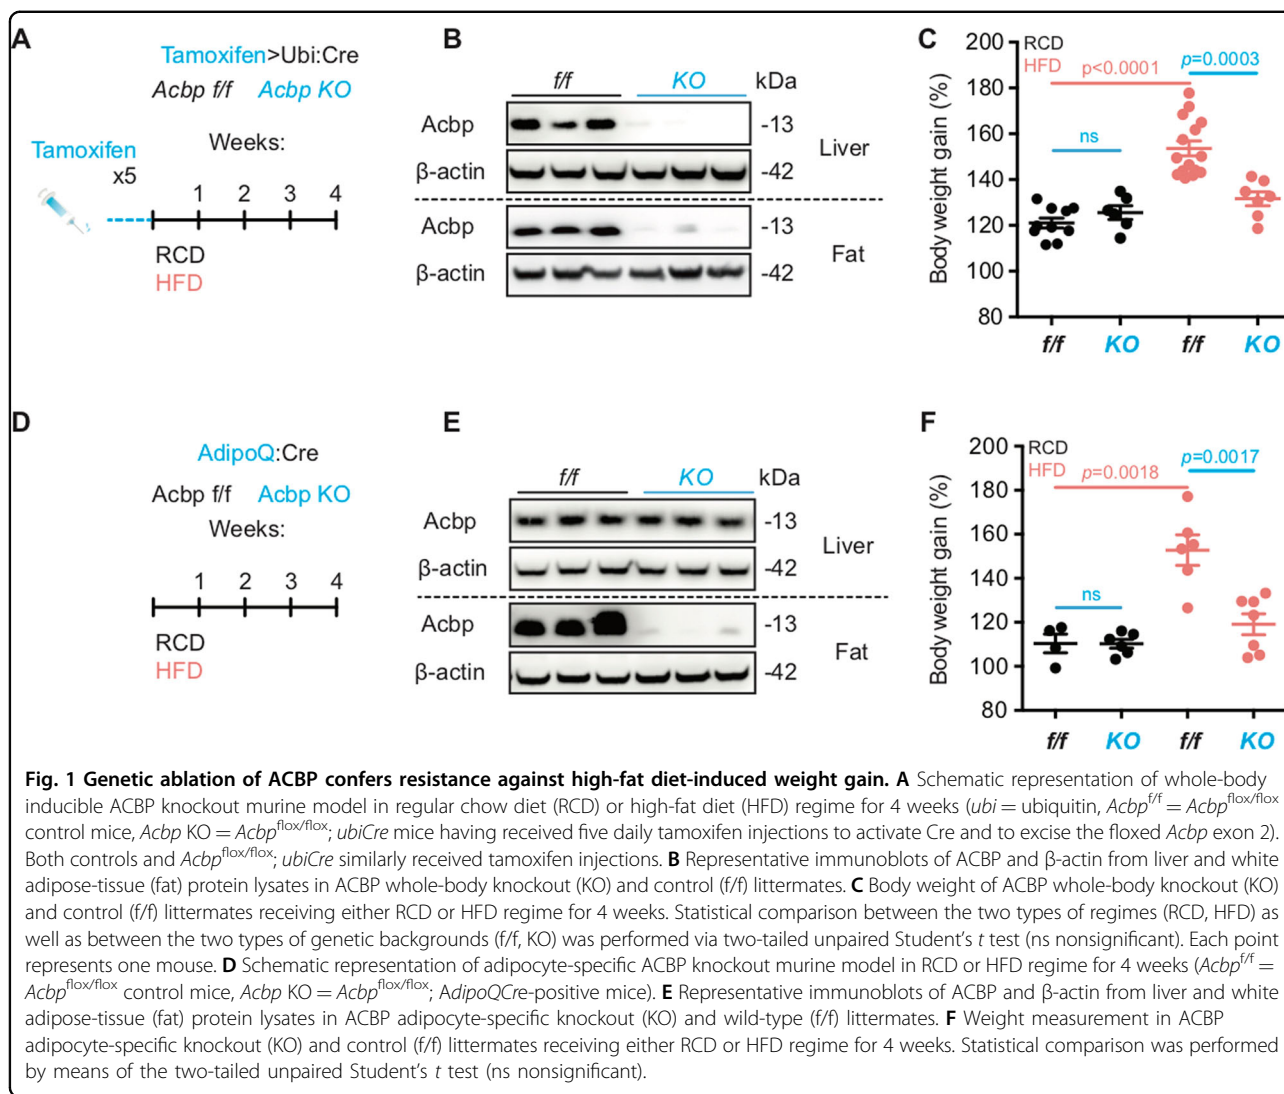 A
Tamoxifen>Ubi:Cre
Acbp f/f Acbp KO
Weeks:
Tamoxifen
x5
1 2 3 4
RCD
HFD
B
f/f KO kDa
Acbp -13
β-actin -42
Liver
Acbp -13
β-actin -42
Fat
C
RCD
HFD
p<0.0001
p=0.0003
ns
Body weight gain (%)
200
180
160
140
120
100
80
f/f KO f/f KO
D
AdipoQ:Cre
Acbp f/f Acbp KO
Weeks:
1 2 3 4
RCD
HFD
E
f/f KO kDa
Acbp -13
β-actin -42
Liver
Acbp -13
β-actin -42
Fat
F
RCD
HFD
p=0.0018
p=0.0017
ns
Body weight gain (%)
200
180
160
140
120
100
80
f/f KO f/f KO
Fig. 1 Genetic ablation of ACBP confers resistance against high-fat diet-induced weight gain. A Schematic representation of whole-body
inducible ACBP knockout murine model in regular chow diet (RCD) or high-fat diet (HFD) regime for 4 weeks (ubi = ubiquitin, Acbp^f/f = Acbp^flox/flox
control mice, Acbp KO = Acbp^flox/flox; ubiCre mice having received five daily tamoxifen injections to activate Cre and to excise the floxed Acbp exon 2).
Both controls and Acbp^flox/flox; ubiCre similarly received tamoxifen injections. B Representative immunoblots of ACBP and β-actin from liver and white
adipose-tissue (fat) protein lysates in ACBP whole-body knockout (KO) and control (f/f) littermates. C Body weight of ACBP whole-body knockout (KO)
and control (f/f) littermates receiving either RCD or HFD regime for 4 weeks. Statistical comparison between the two types of regimes (RCD, HFD) as
well as between the two types of genetic backgrounds (f/f, KO) was performed via two-tailed unpaired Student's t test (ns nonsignificant). Each point
represents one mouse. D Schematic representation of adipocyte-specific ACBP knockout murine model in RCD or HFD regime for 4 weeks (Acbp^f/f =
Acbp^flox/flox control mice, Acbp KO = Acbp^flox/flox; AdipoQCre-positive mice). E Representative immunoblots of ACBP and β-actin from liver and white
adipose-tissue (fat) protein lysates in ACBP adipocyte-specific knockout (KO) and wild-type (f/f) littermates. F Weight measurement in ACBP
adipocyte-specific knockout (KO) and control (f/f) littermates receiving either RCD or HFD regime for 4 weeks. Statistical comparison was performed
by means of the two-tailed unpaired Student's t test (ns nonsignificant).